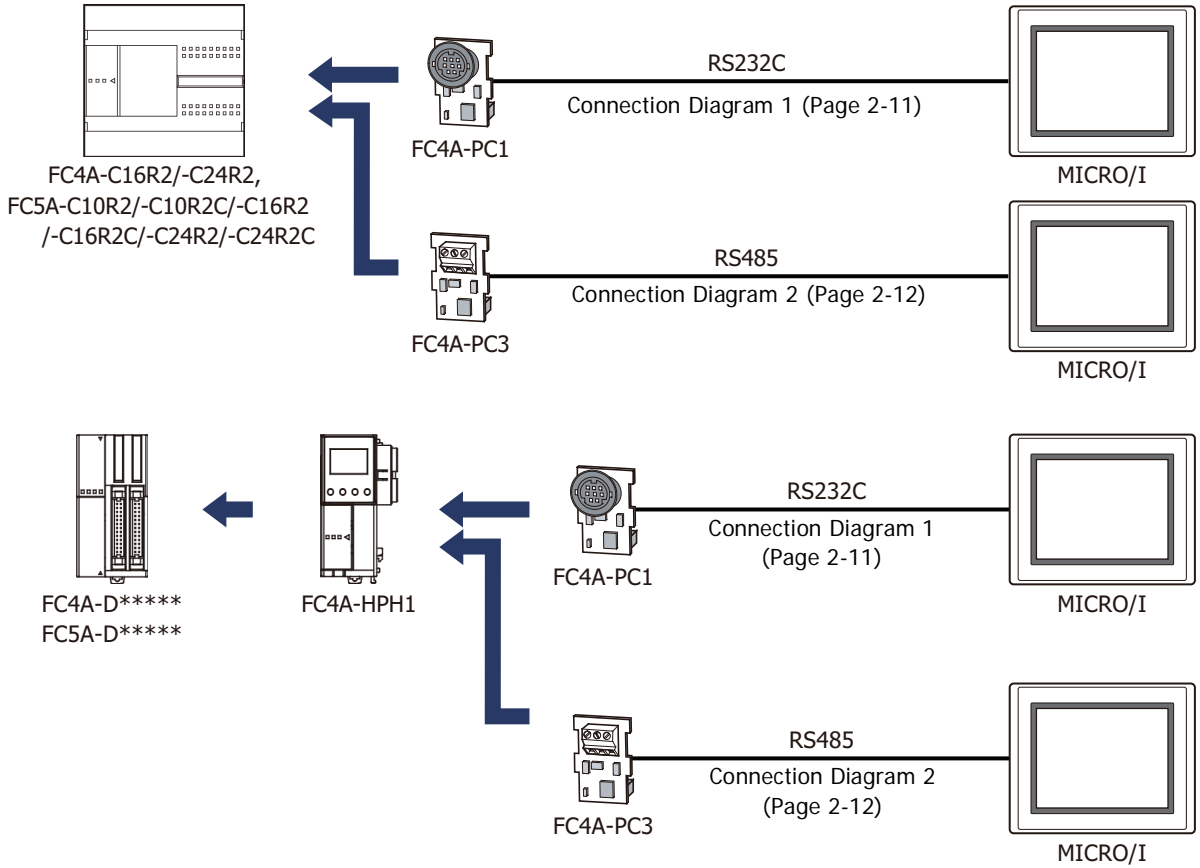 RS232C
Connection Diagram 1 (Page 2-11)
FC4A-PC1
MICRO/I
FC4A-C16R2/-C24R2,
FC5A-C10R2/-C10R2C/-C16R2
/-C16R2C/-C24R2/-C24R2C
RS485
Connection Diagram 2 (Page 2-12)
FC4A-PC3
MICRO/I
RS232C
Connection Diagram 1
(Page 2-11)
FC4A-PC1
FC4A-D*****
FC5A-D*****
FC4A-HPH1
MICRO/I
RS485
Connection Diagram 2
(Page 2-12)
FC4A-PC3
MICRO/I